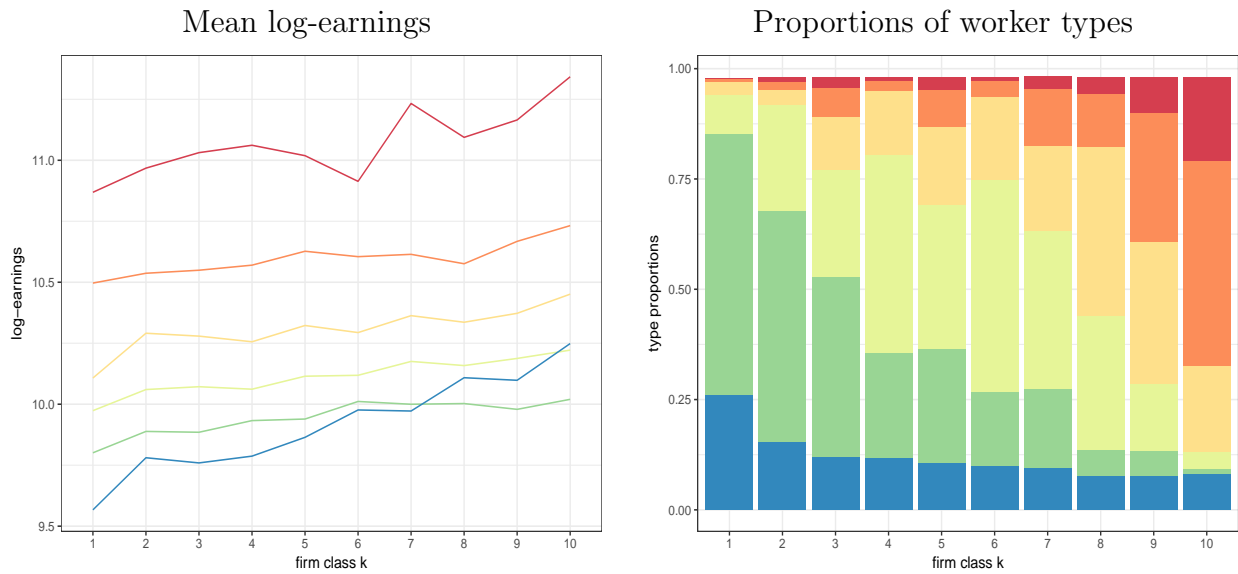 Mean log-earnings
11.0
10.5
10.0
9.5
log−earnings
1 2 3 4 5 6 7 8 9 10
firm class k
Proportions of worker types
1.00
0.75
0.50
0.25
0.00
type proportions
1 2 3 4 5 6 7 8 9 10
firm class k